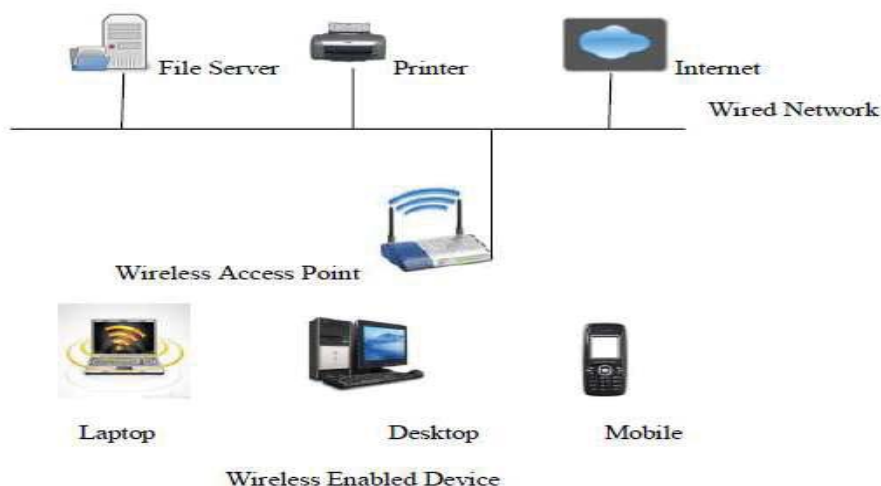 File Server
Printer
Internet
Wired Network
Wireless Access Point
Laptop
Desktop
Mobile
Wireless Enabled Device